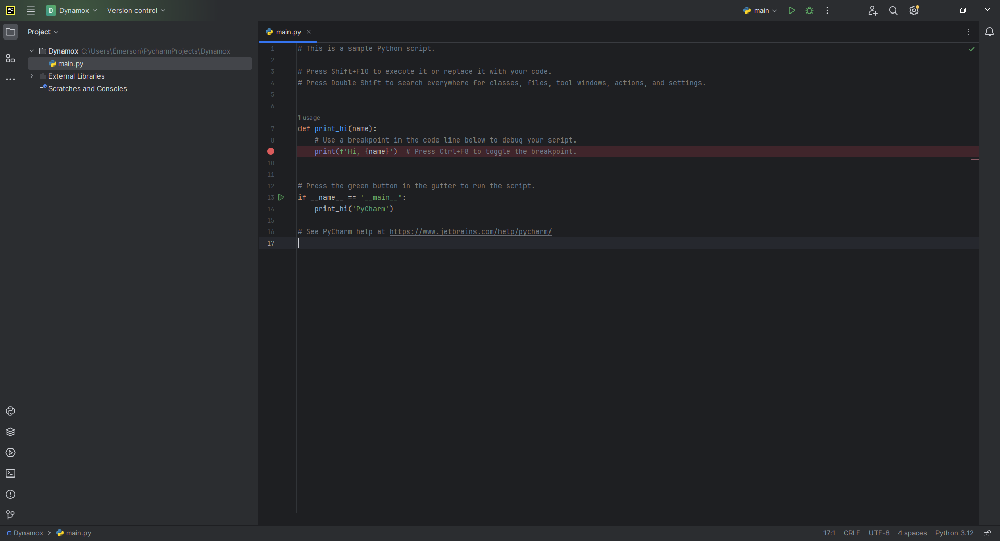 PC
D Dynamox
Version control
main
Project
main.py
Dynamox C:\Users\Émerson\PycharmProjects\Dynamox
main.py
External Libraries
Scratches and Consoles
1 # This is a sample Python script.
2
3 # Press Shift+F10 to execute it or replace it with your code.
4 # Press Double Shift to search everywhere for classes, files, tool windows, actions, and settings.
5
6
1 usage
7 def print_hi(name):
8     # Use a breakpoint in the code line below to debug your script.
    print(f'Hi, {name}')  # Press Ctrl+F8 to toggle the breakpoint.
10
11
12 # Press the green button in the gutter to run the script.
13 if __name__ == '__main__':
14     print_hi('PyCharm')
15
16 # See PyCharm help at https://www.jetbrains.com/help/pycharm/
17
Dynamox > main.py
17:1 CRLF UTF-8 4 spaces Python 3.12